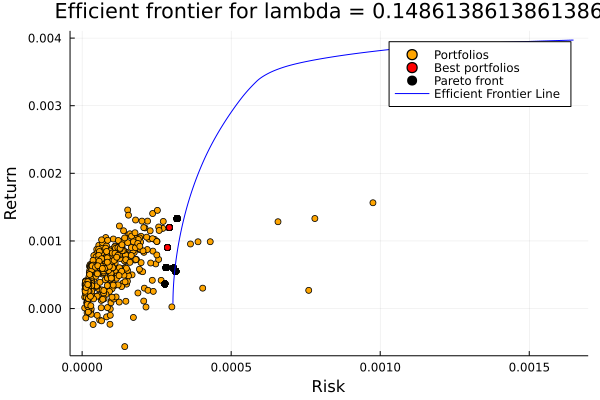 Efficient frontier for lambda = 0.1486138613861386
0.004
0.003
0.002
0.001
0.000
Return
Portfolios
Best portfolios
Pareto front
Efficient Frontier Line
0.0000
0.0005
0.0010
0.0015
Risk